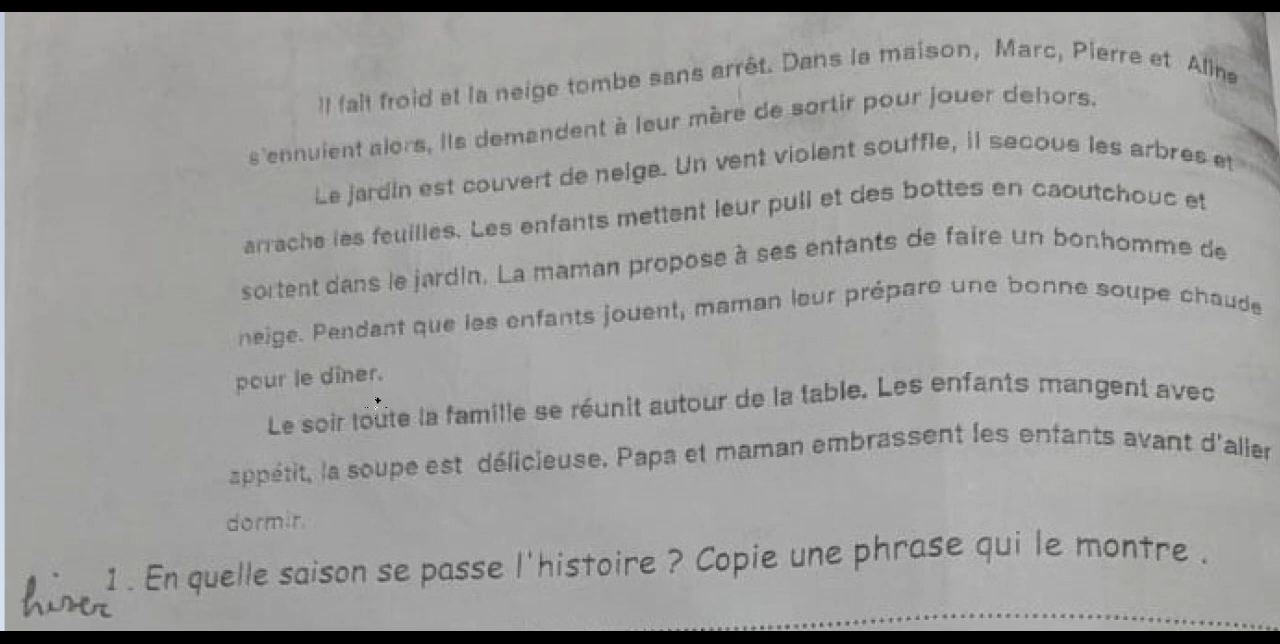 Il fait froid et la neige tombe sans arrêt. Dans la maison, Marc, Pierre et Aline
s'ennuient alors, ils demandent à leur mère de sortir pour jouer dehors.
Le jardin est couvert de neige. Un vent violent souffle, il secoue les arbres et
arrache les feuilles. Les enfants mettent leur pull et des bottes en caoutchouc et
sortent dans le jardin. La maman propose à ses enfants de faire un bonhomme de
neige. Pendant que les enfants jouent, maman leur prépare une bonne soupe chaude
pour le dîner.
Le soir toute la famille se réunit autour de la table. Les enfants mangent avec
appétit, la soupe est délicieuse. Papa et maman embrassent les enfants avant d'aller
dormir.
1. En quelle saison se passe l'histoire ? Copie une phrase qui le montre .
hiver